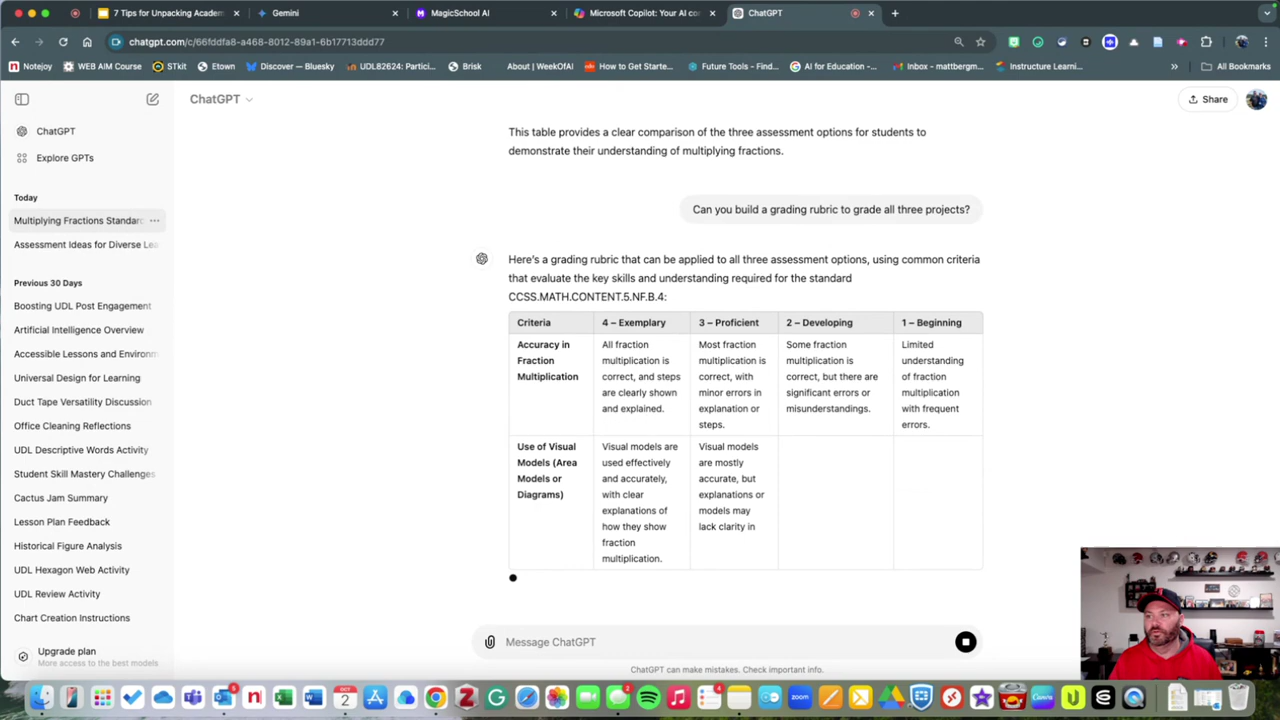 7 Tips for Unpacking Academ
Gemini
MagicSchool AI
Microsoft Copilot: Your AI co
ChatGPT
chatgpt.com/c/66fddfa8-a468-8012-89a1-6b17713ddd77
Notejoy
WEB AIM Course
STkit
Etown
Discover — Bluesky
UDL82624: Partici...
Brisk
About | WeekOfAI
How to Get Starte...
Future Tools - Find...
AI for Education -...
Inbox - mattbergm...
Instructure Learni...
All Bookmarks
ChatGPT
Share
ChatGPT
Explore GPTs
Today
Multiplying Fractions Standard
Assessment Ideas for Diverse Lea
Previous 30 Days
Boosting UDL Post Engagement
Artificial Intelligence Overview
Accessible Lessons and Environm
Universal Design for Learning
Duct Tape Versatility Discussion
Office Cleaning Reflections
UDL Descriptive Words Activity
Student Skill Mastery Challenges
Cactus Jam Summary
Lesson Plan Feedback
Historical Figure Analysis
UDL Hexagon Web Activity
UDL Review Activity
Chart Creation Instructions
Upgrade plan
More access to the best models
This table provides a clear comparison of the three assessment options for students to
demonstrate their understanding of multiplying fractions.
Can you build a grading rubric to grade all three projects?
Here's a grading rubric that can be applied to all three assessment options, using common criteria
that evaluate the key skills and understanding required for the standard
CCSS.MATH.CONTENT.5.NF.B.4:
Criteria
4 – Exemplary
3 – Proficient
2 – Developing
1 – Beginning
Accuracy in
Fraction
Multiplication
All fraction
multiplication is
correct, and steps
are clearly shown
and explained.
Most fraction
multiplication is
correct, with
minor errors in
explanation or
steps.
Some fraction
multiplication is
correct, but there are
significant errors or
misunderstandings.
Limited
understanding
of fraction
multiplication
with frequent
errors.
Use of Visual
Models (Area
Models or
Diagrams)
Visual models are
used effectively
and accurately,
with clear
explanations of
how they show
fraction
multiplication.
Visual models
are mostly
accurate, but
explanations or
models may
lack clarity in
Message ChatGPT
ChatGPT can make mistakes. Check important info.
zoom
Canva